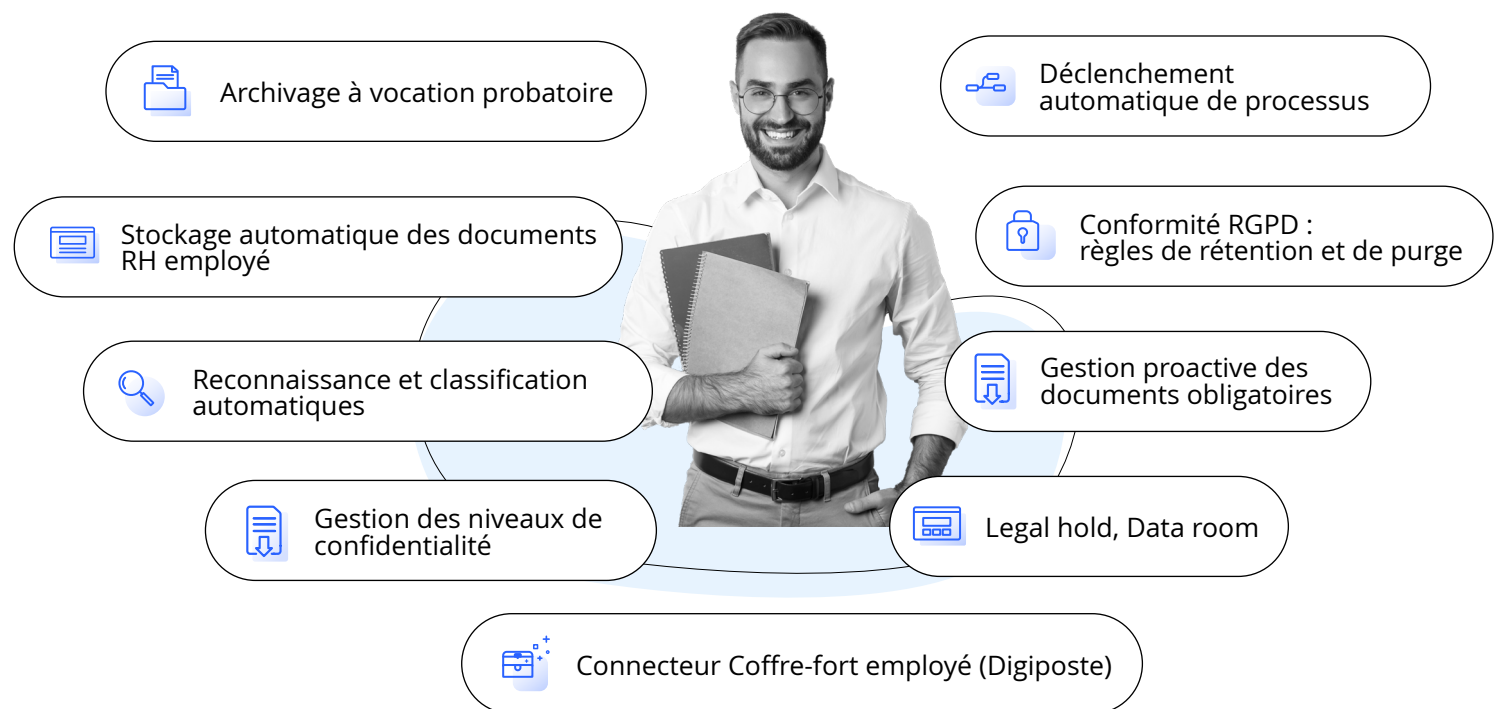 Archivage à vocation probatoire
Stockage automatique des documents
RH employé
Reconnaissance et classification
automatiques
Gestion des niveaux de
confidentialité
Déclenchement
automatique de processus
Conformité RGPD :
règles de rétention et de purge
Gestion proactive des
documents obligatoires
Legal hold, Data room
Connecteur Coffre-fort employé (Digiposte)